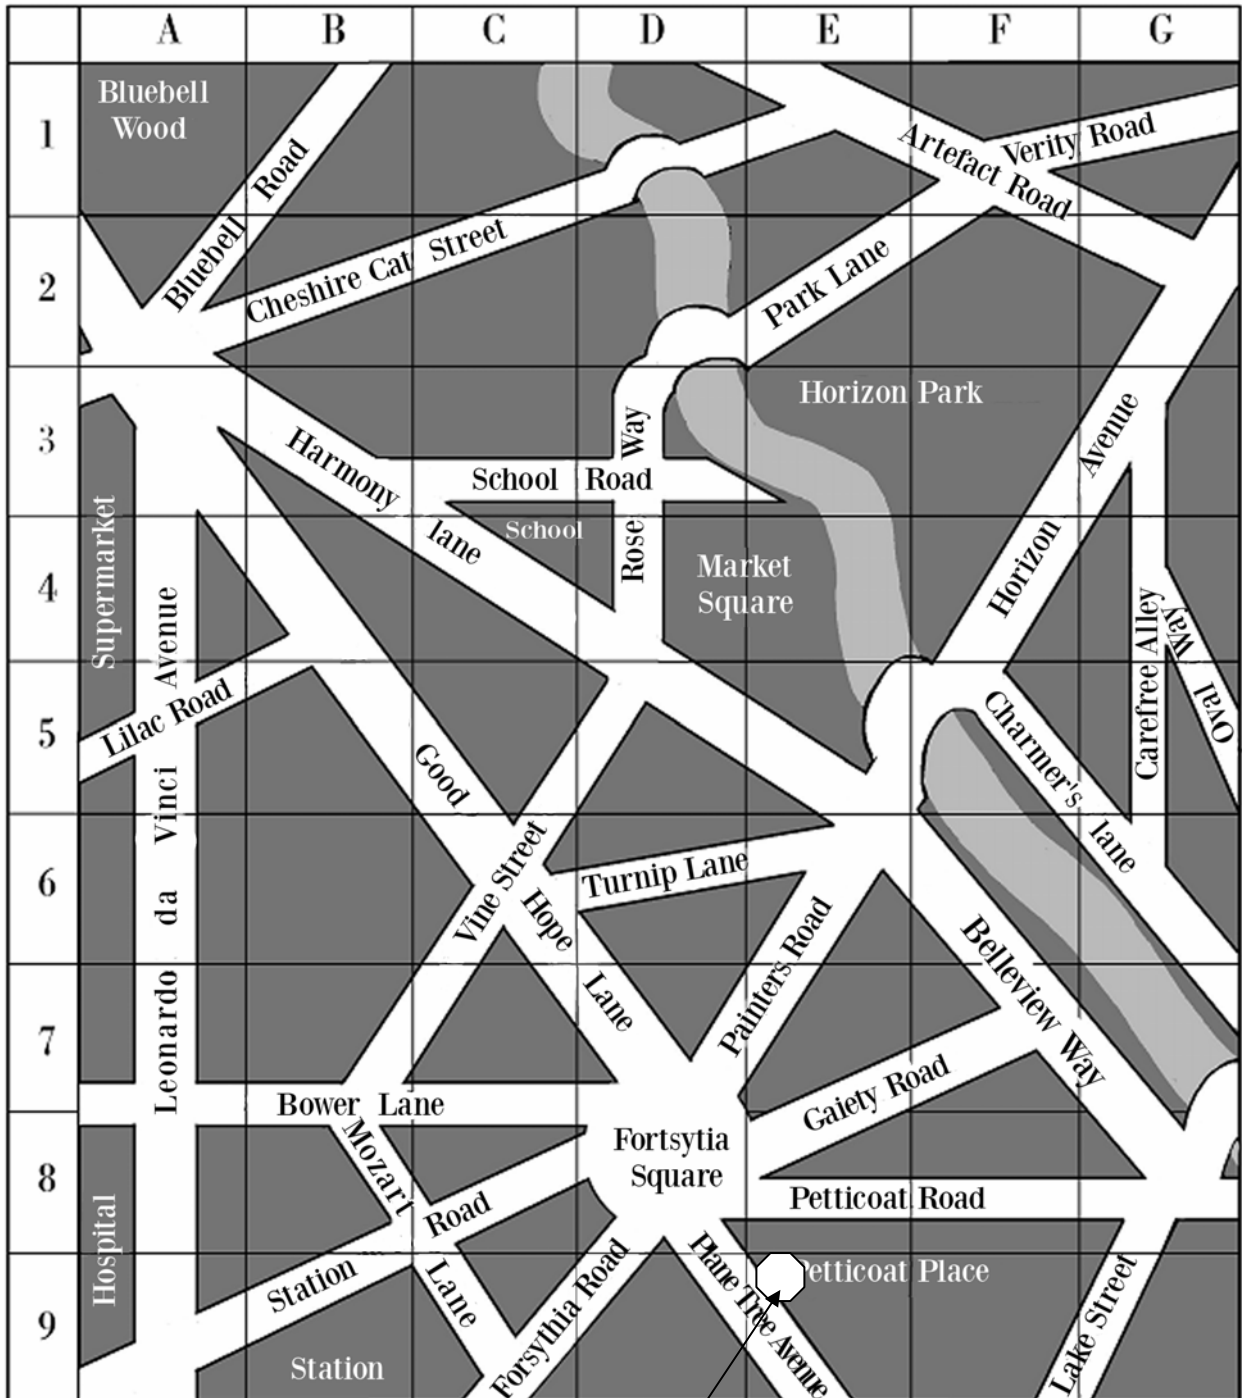 A B C D E F G
1
2
3
4
5
6
7
8
9
Bluebell
Wood
Bluebell Road
Artefact Road
Verity Road
Cheshire Cat Street
Park Lane
Horizon Park
Harmony lane
School Road
School
Rose Way
Market
Square
Supermarket
Horizon Avenue
Carefree Alley
Oval Way
Leonardo da Vinci Avenue
Lilac Road
Good Hope Lane
Charmer's lane
Vine Street
Turnip Lane
Painters Road
Belleview Way
Gaiety Road
Bower Lane
Mozart Lane
Fortsytia
Square
Petticoat Road
Hospital
Station Road
Forsythia Road
Plane Tree Avenue
Petticoat Place
Lake Street
Station